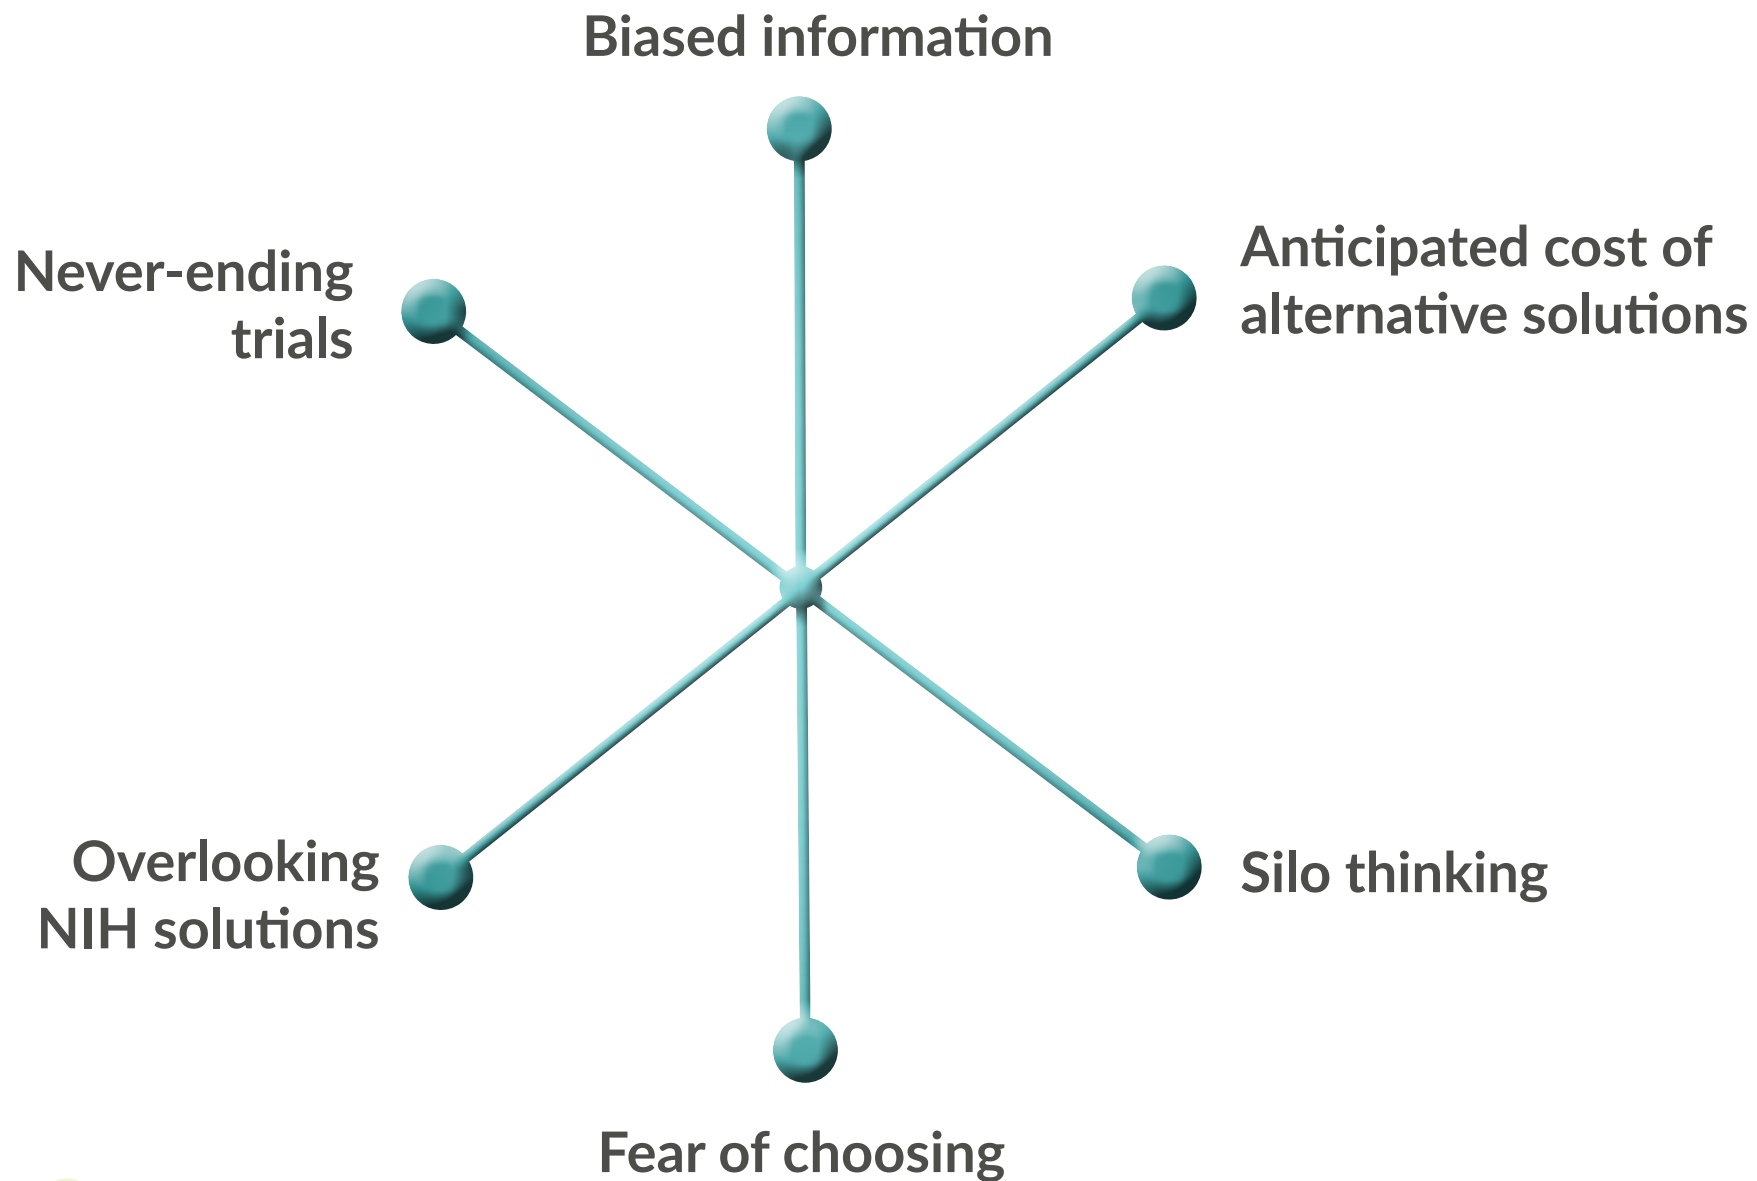 Biased information
Anticipated cost of
alternative solutions
Never-ending
trials
Overlooking
NIH solutions
Silo thinking
Fear of choosing